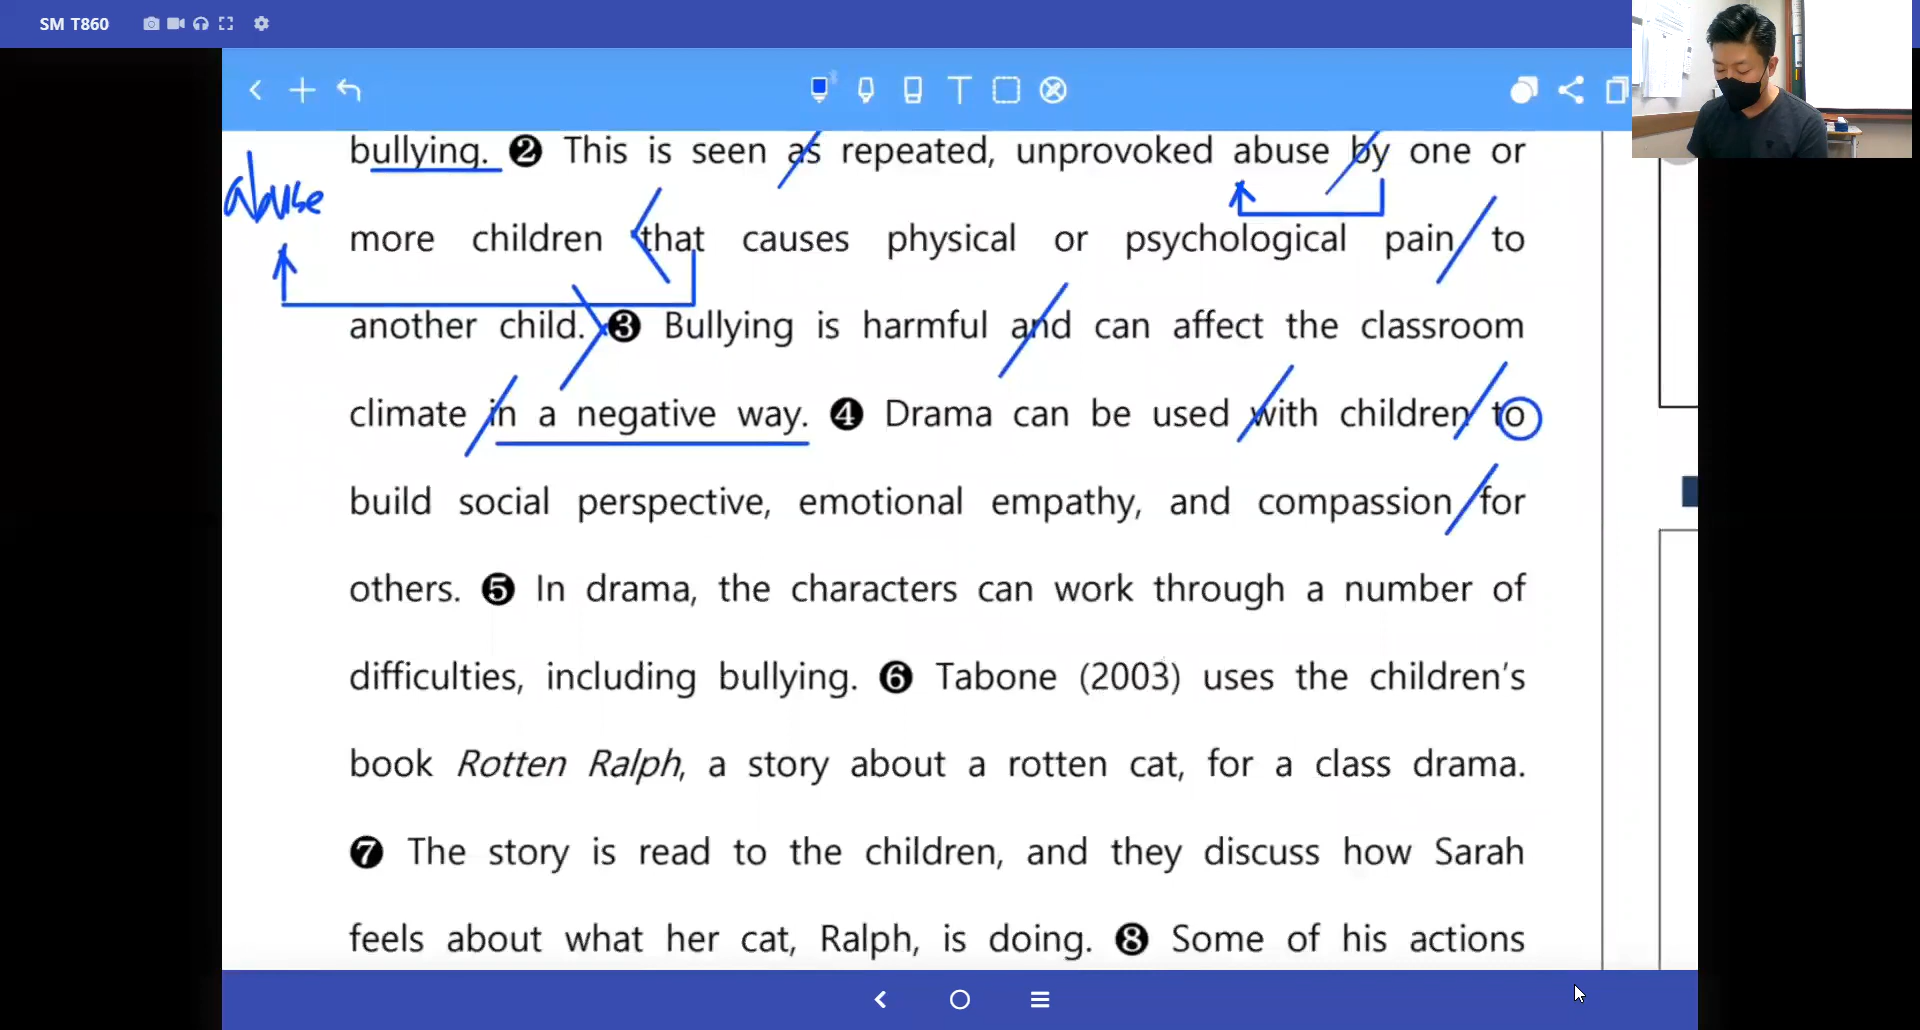 SM T860
bullying. ❷ This is seen as repeated, unprovoked abuse by one or
abuse
more children that causes physical or psychological pain to
another child. ❸ Bullying is harmful and can affect the classroom
climate in a negative way. ❹ Drama can be used with children to
build social perspective, emotional empathy, and compassion for
others. ❺ In drama, the characters can work through a number of
difficulties, including bullying. ❻ Tabone (2003) uses the children's
book Rotten Ralph, a story about a rotten cat, for a class drama.
❼ The story is read to the children, and they discuss how Sarah
feels about what her cat, Ralph, is doing. ❽ Some of his actions